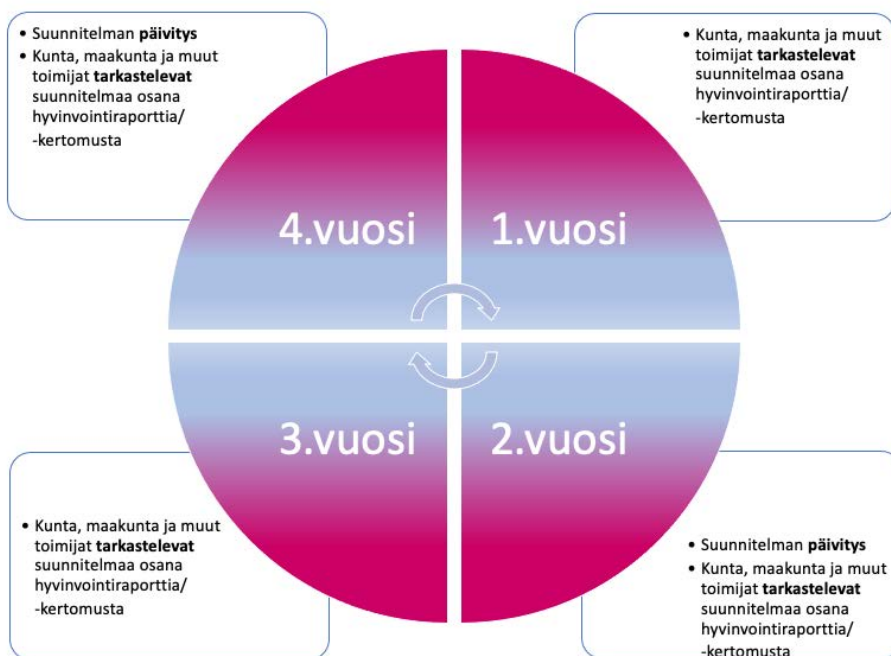 • Suunnitelman päivitys
• Kunta, maakunta ja muut
toimijat tarkastelevat
suunnitelmaa osana
hyvinvointiraporttia/
-kertomusta
• Kunta, maakunta ja muut
toimijat tarkastelevat
suunnitelmaa osana
hyvinvointiraporttia/
-kertomusta
4.vuosi
1.vuosi
3.vuosi
2.vuosi
• Kunta, maakunta ja muut
toimijat tarkastelevat
suunnitelmaa osana
hyvinvointiraporttia/
-kertomusta
• Suunnitelman päivitys
• Kunta, maakunta ja muut
toimijat tarkastelevat
suunnitelmaa osana
hyvinvointiraporttia/
-kertomusta